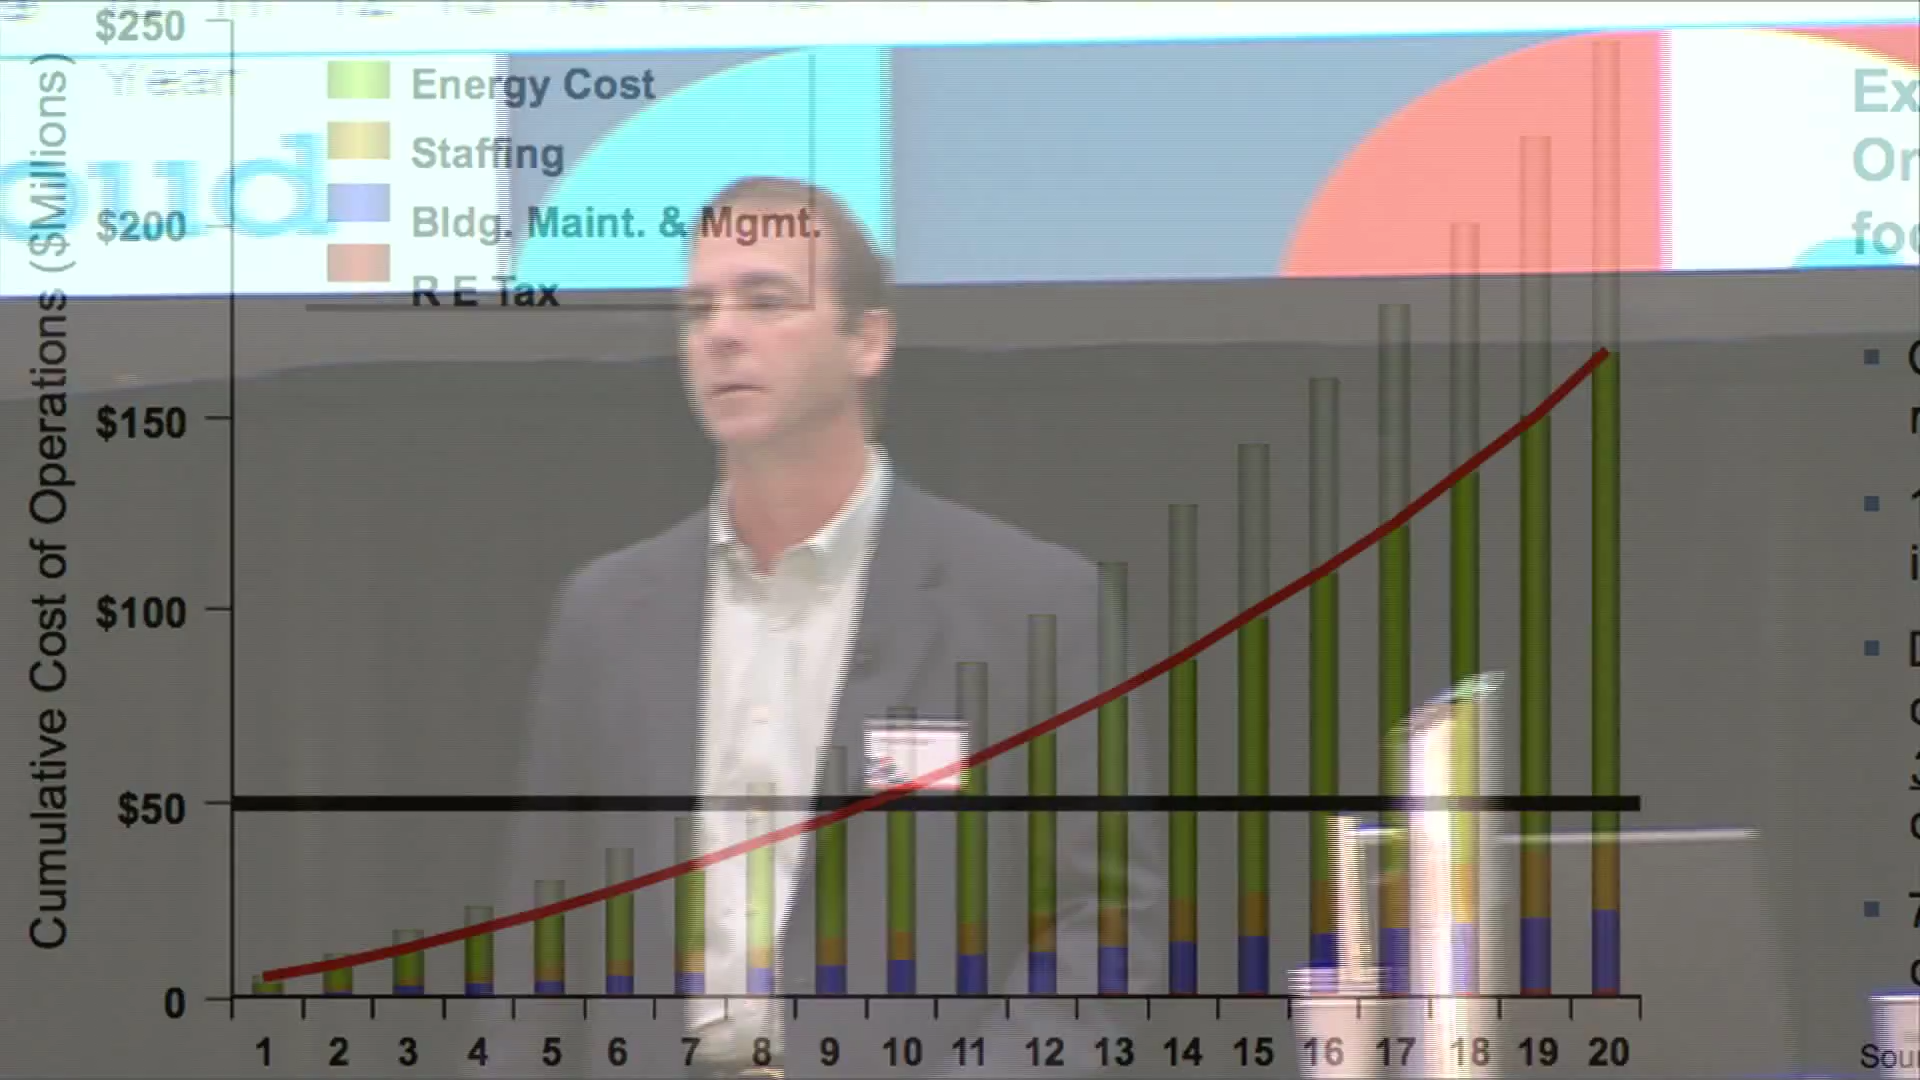 $250
Year
Energy Cost
Staffing
Bldg. Maint. & Mgmt.
R E Tax
oud
Cumulative Cost of Operations ($Millions)
$200
$150
$100
$50
0
1 2 3 4 5 6 7 8 9 10 11 12 13 14 15 16 17 18 19 20
Ex
Or
foc